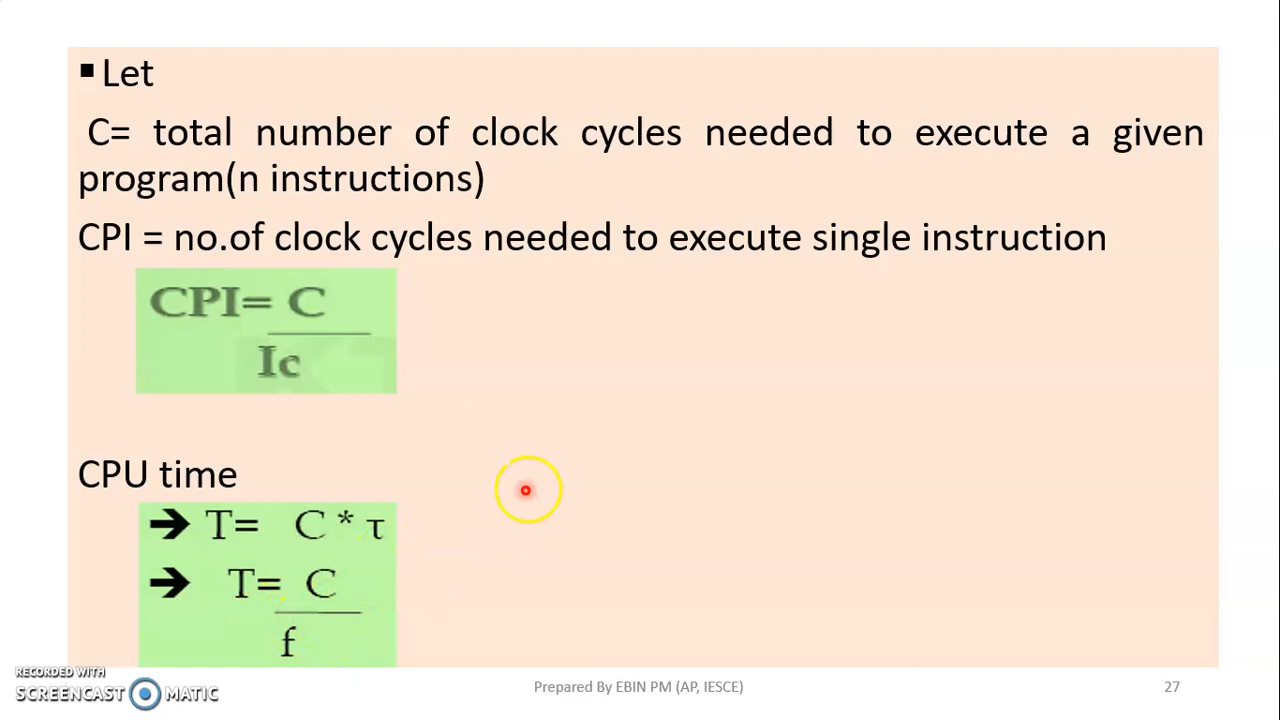 ▪Let
C= total number of clock cycles needed to execute a given
program(n instructions)
CPI = no.of clock cycles needed to execute single instruction
CPI= C
Ic
CPU time
➔ T= C * τ
➔ T= C
f
RECORDED WITH
SCREENCAST MATIC
Prepared By EBIN PM (AP, IESCE)
27